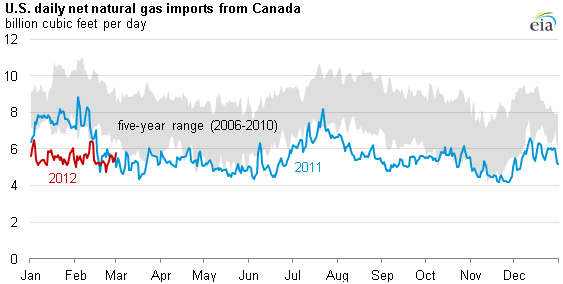 U.S. daily net natural gas imports from Canada
billion cubic feet per day
eia
12
10
8
6
4
2
0
five-year range (2006-2010)
2012
2011
Jan Feb Mar Apr May Jun Jul Aug Sep Oct Nov Dec